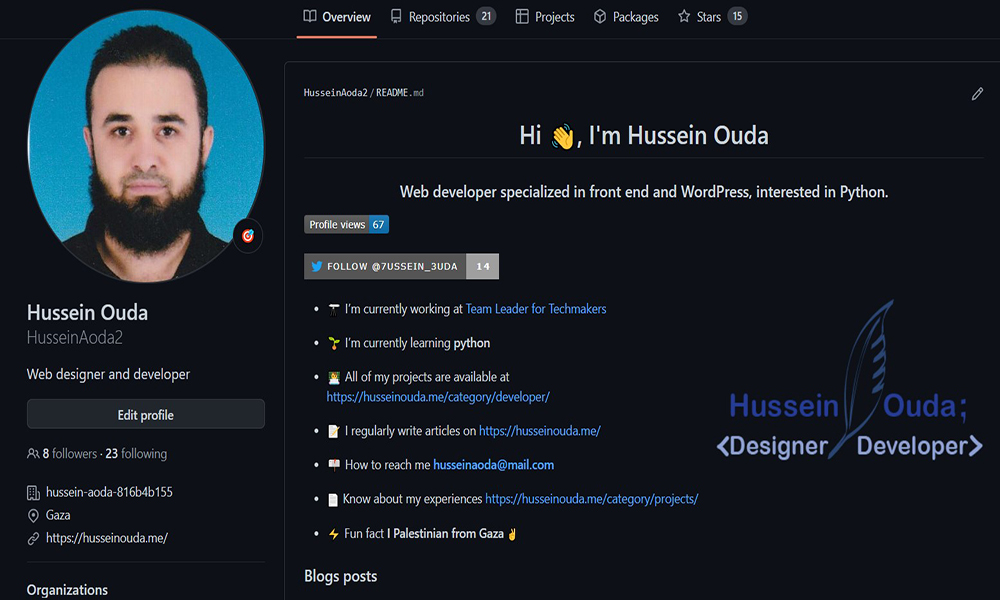 Overview Repositories 21 Projects Packages Stars 15
HusseinAoda2/README.md
Hi 👋, I'm Hussein Ouda
Web developer specialized in front end and WordPress, interested in Python.
Profile views 67
FOLLOW @7USSEIN_3UDA 14
I'm currently working at Team Leader for Techmakers
I'm currently learning python
All of my projects are available at
https://husseinouda.me/category/developer/
I regularly write articles on https://husseinouda.me/
How to reach me husseinaoda@mail.com
Know about my experiences https://husseinouda.me/category/projects/
Fun fact I Palestinian from Gaza ✌
Blogs posts
Hussein Ouda
HusseinAoda2
Web designer and developer
Edit profile
8 followers · 23 following
hussein-aoda-816b4b155
Gaza
https://husseinouda.me/
Organizations
Hussein Ouda;
<Designer Developer>